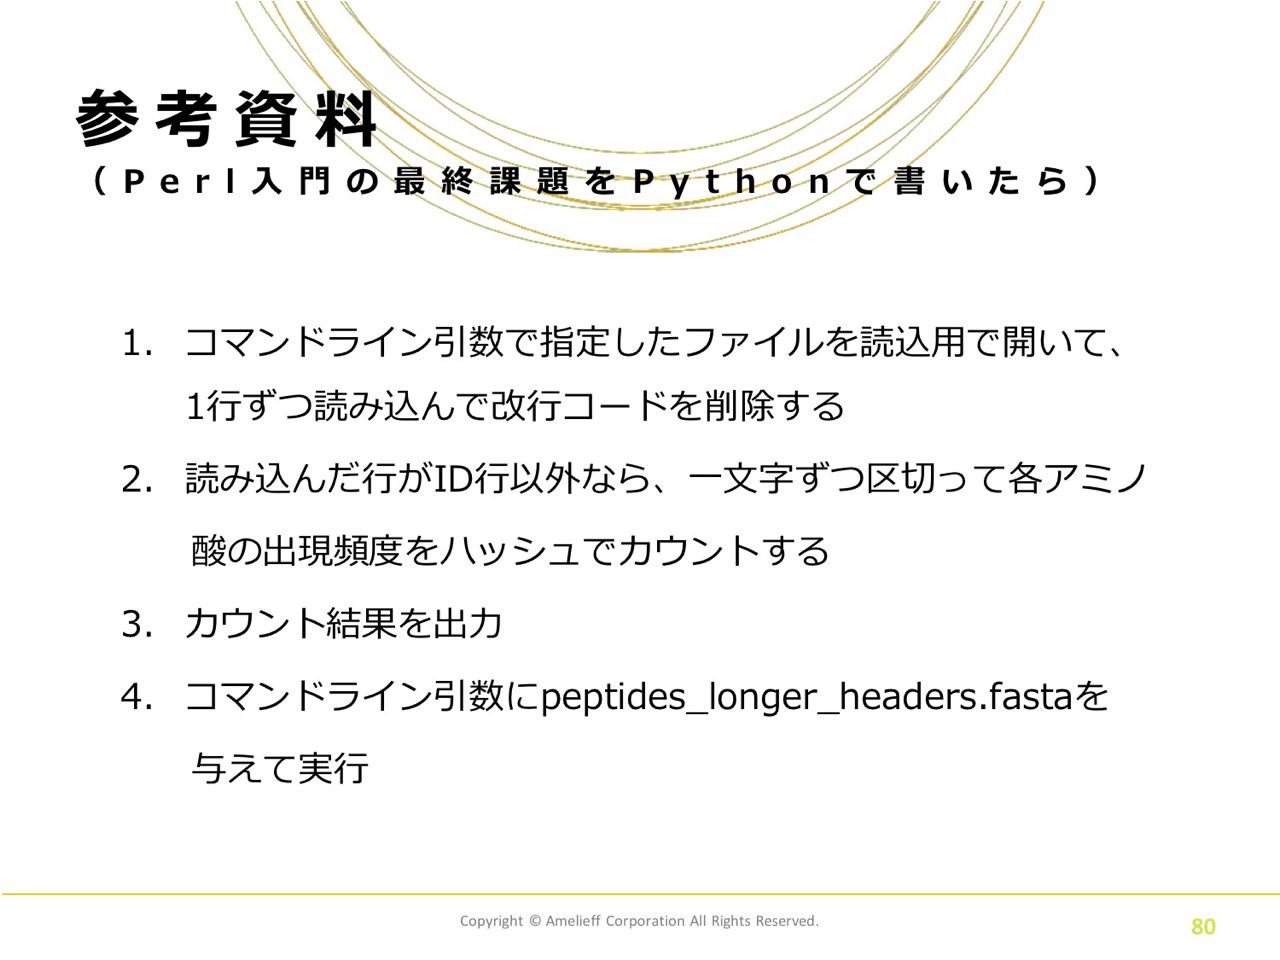 参考資料
（Perl入門の最終課題をPythonで書いたら）
1. コマンドライン引数で指定したファイルを読込用で開いて、
1行ずつ読み込んで改行コードを削除する
2. 読み込んだ行がID行以外なら、一文字ずつ区切って各アミノ
酸の出現頻度をハッシュでカウントする
3. カウント結果を出力
4. コマンドライン引数にpeptides_longer_headers.fastaを
与えて実行
Copyright © Amelieff Corporation All Rights Reserved.
80